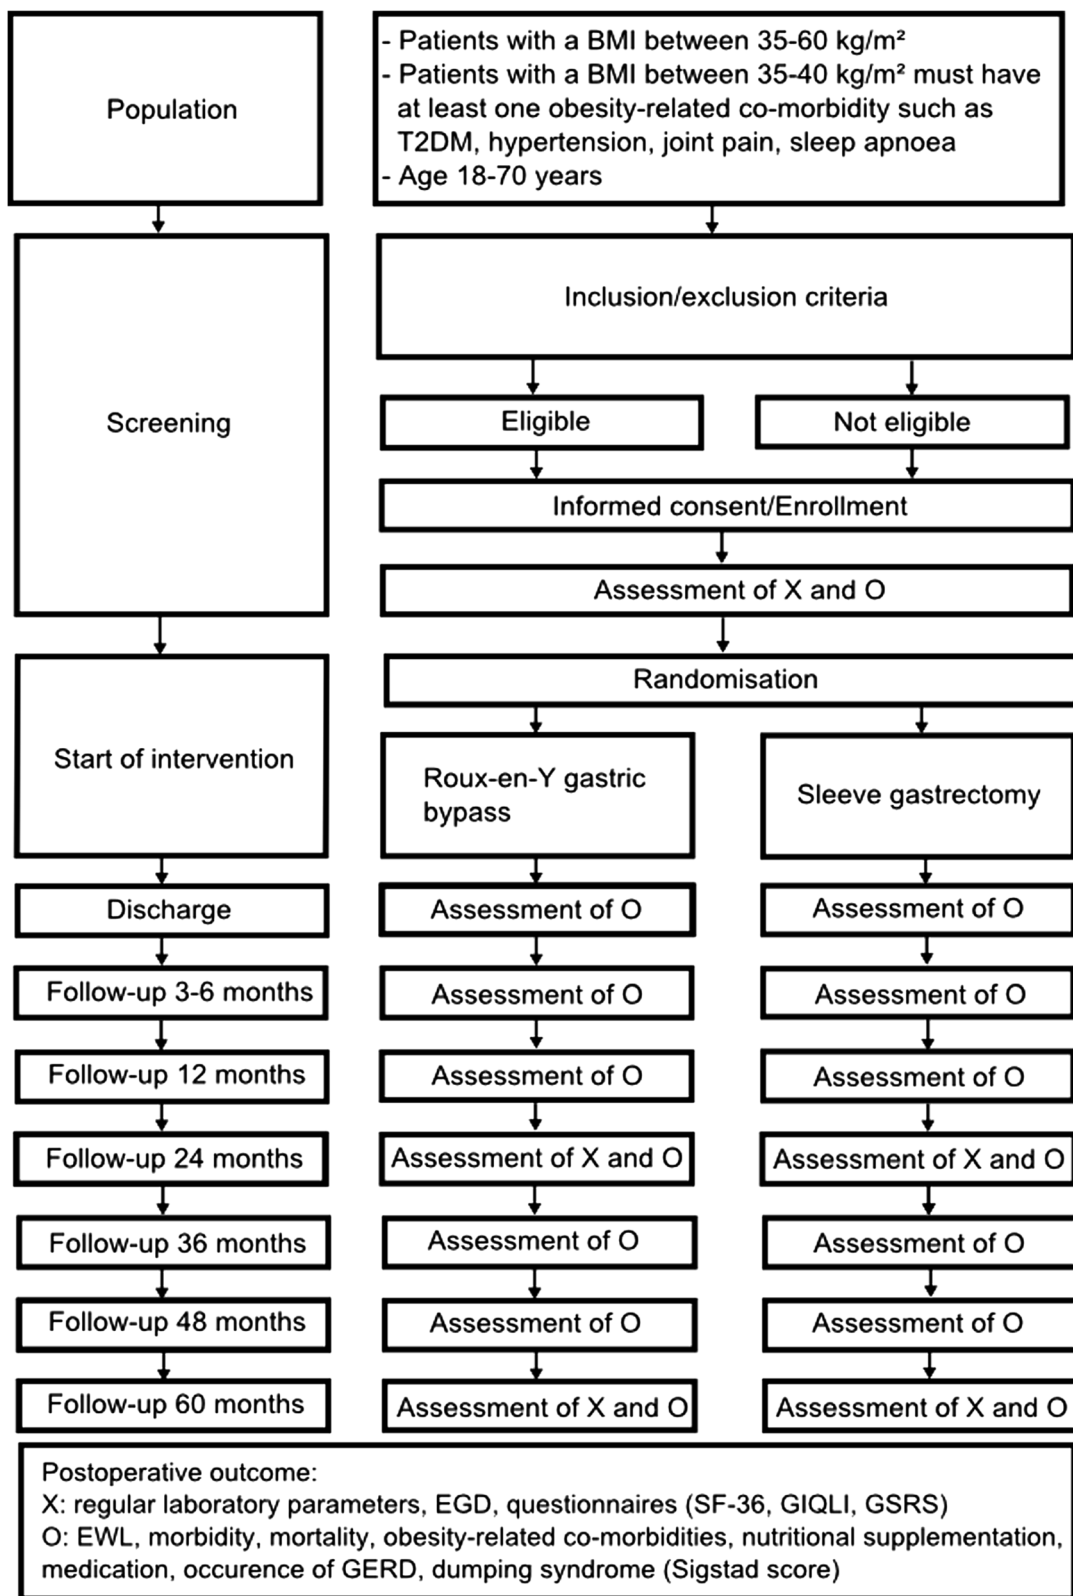 Population
- Patients with a BMI between 35-60 kg/m²
- Patients with a BMI between 35-40 kg/m² must have
at least one obesity-related co-morbidity such as
T2DM, hypertension, joint pain, sleep apnoea
- Age 18-70 years
Screening
Inclusion/exclusion criteria
Eligible
Not eligible
Informed consent/Enrollment
Assessment of X and O
Start of intervention
Randomisation
Roux-en-Y gastric
bypass
Sleeve gastrectomy
Discharge
Assessment of O
Assessment of O
Follow-up 3-6 months
Assessment of O
Assessment of O
Follow-up 12 months
Assessment of O
Assessment of O
Follow-up 24 months
Assessment of X and O
Assessment of X and O
Follow-up 36 months
Assessment of O
Assessment of O
Follow-up 48 months
Assessment of O
Assessment of O
Follow-up 60 months
Assessment of X and O
Assessment of X and O
Postoperative outcome:
X: regular laboratory parameters, EGD, questionnaires (SF-36, GIQLI, GSRS)
O: EWL, morbidity, mortality, obesity-related co-morbidities, nutritional supplementation,
medication, occurence of GERD, dumping syndrome (Sigstad score)